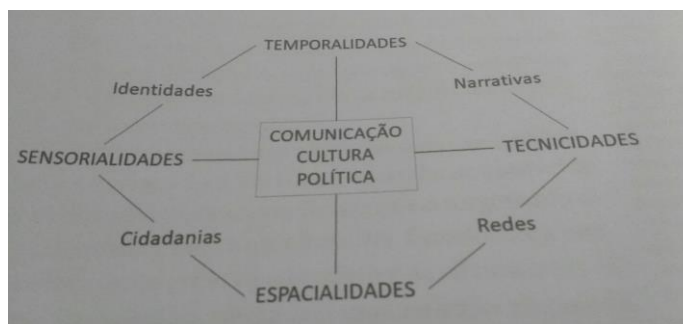 TEMPORALIDADES
Identidades
Narrativas
COMUNICAÇÃO
CULTURA
POLÍTICA
SENSORIALIDADES
TECNICIDADES
Cidadanias
Redes
ESPACIALIDADES